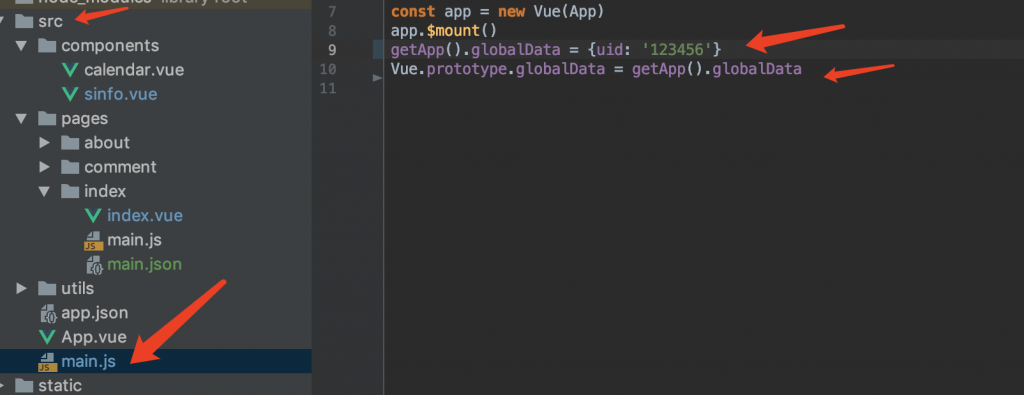 node_modules library root
src
components
calendar.vue
sinfo.vue
pages
about
comment
index
index.vue
main.js
main.json
utils
app.json
App.vue
main.js
static
7 const app = new Vue(App)
8 app.$mount()
9 getApp().globalData = {uid: '123456'}
10 Vue.prototype.globalData = getApp().globalData
11